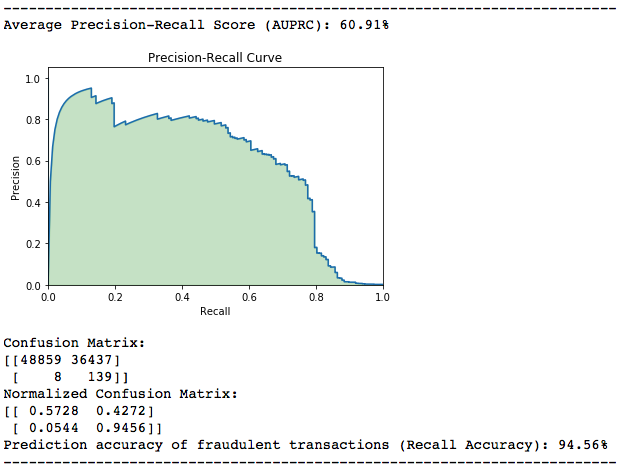 Average Precision-Recall Score (AUPRC): 60.91%
Precision-Recall Curve
1.0
0.8
0.6
0.4
0.2
0.0
Precision
0.0 0.2 0.4 0.6 0.8 1.0
Recall
Confusion Matrix:
[[48859 36437]
[ 8 139]]
Normalized Confusion Matrix:
[[ 0.5728 0.4272]
[ 0.0544 0.9456]]
Prediction accuracy of fraudulent transactions (Recall Accuracy): 94.56%